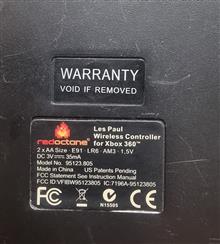 WARRANTY
VOID IF REMOVED
redoctane
Les Paul
Wireless Controller
for Xbox 360™
2 x AA Size · E91 · LR6 · AM3 · 1,5V
DC 3V⎓ 35mA
Model No. 95123.805
Made in China US Patents Pending
FCC Statement See Instruction Manual
FCC ID:VFIBW95123805 IC:7196A-95123805
FC CE N15505